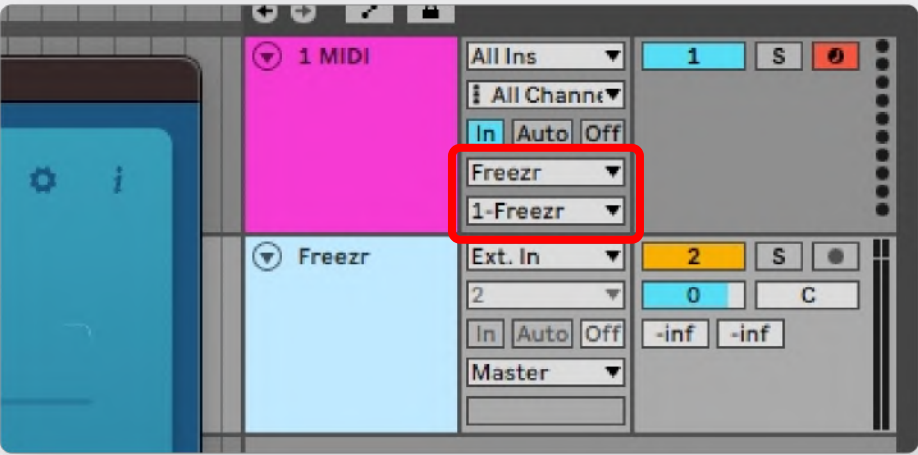 1 MIDI
All Ins
1
S
All Channe
In Auto Off
Freezr
1-Freezr
Freezr
Ext. In
2
S
2
0
C
In Auto Off
-inf -inf
Master